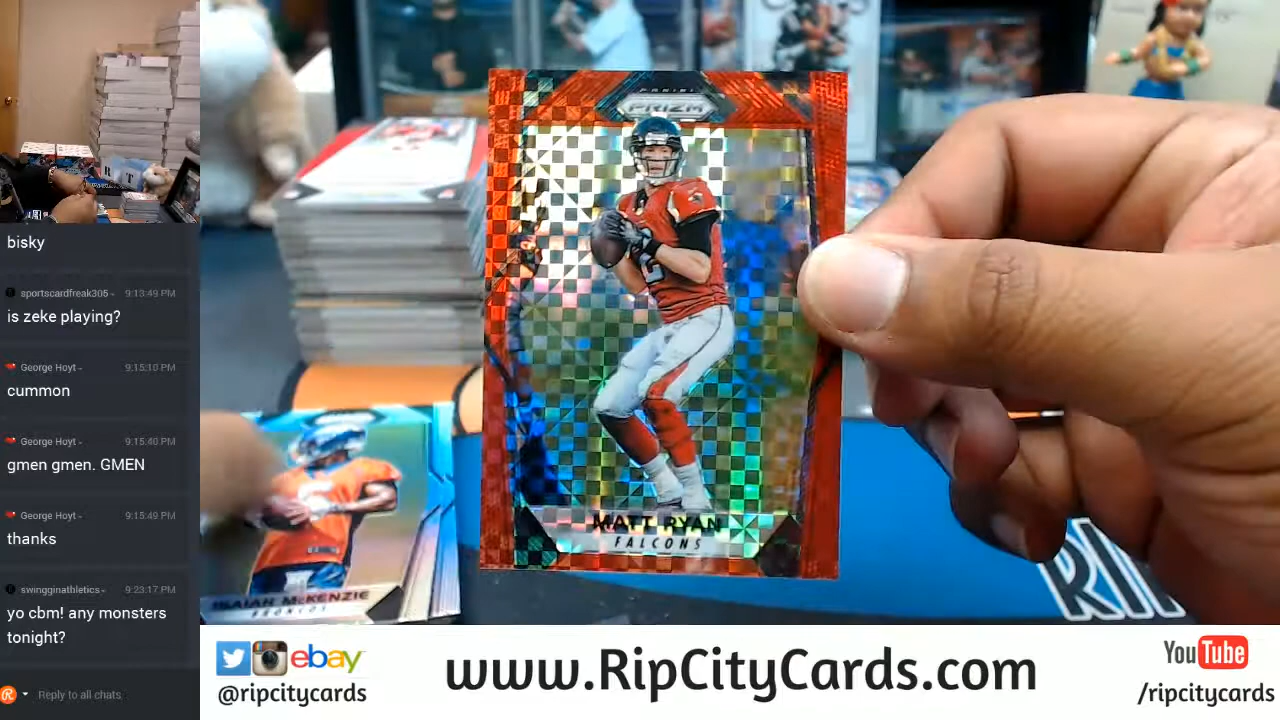 bisky
sportscardfreak305
9:13:49 PM
is zeke playing?
George Hoyt
9:15:10 PM
cummon
George Hoyt
9:15:40 PM
gmen gmen. GMEN
George Hoyt
9:15:49 PM
thanks
swingginathletics
9:23:17 PM
yo cbm! any monsters
tonight?
Reply to all chats
PANINI
PRIZM
2
MATT RYAN
FALCONS
ISAIAH McKENZIE
BRONCOS
RIP
ebay
@ripcitycards
www.RipCityCards.com
YouTube
/ripcitycards